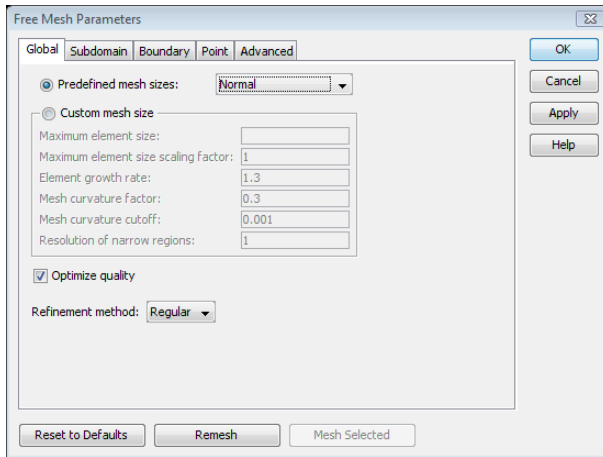 Free Mesh Parameters
Global Subdomain Boundary Point Advanced
Predefined mesh sizes: Normal
Custom mesh size
Maximum element size:
Maximum element size scaling factor: 1
Element growth rate: 1.3
Mesh curvature factor: 0.3
Mesh curvature cutoff: 0.001
Resolution of narrow regions: 1
Optimize quality
Refinement method: Regular
OK
Cancel
Apply
Help
Reset to Defaults Remesh Mesh Selected